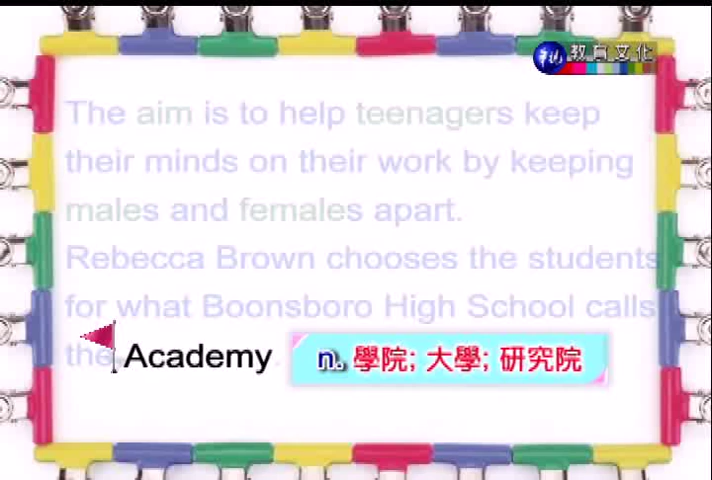 華視 教育文化
The aim is to help teenagers keep
their minds on their work by keeping
males and females apart.
Rebecca Brown chooses the students
for what Boonsboro High School calls
the Academy n. 學院; 大學; 研究院